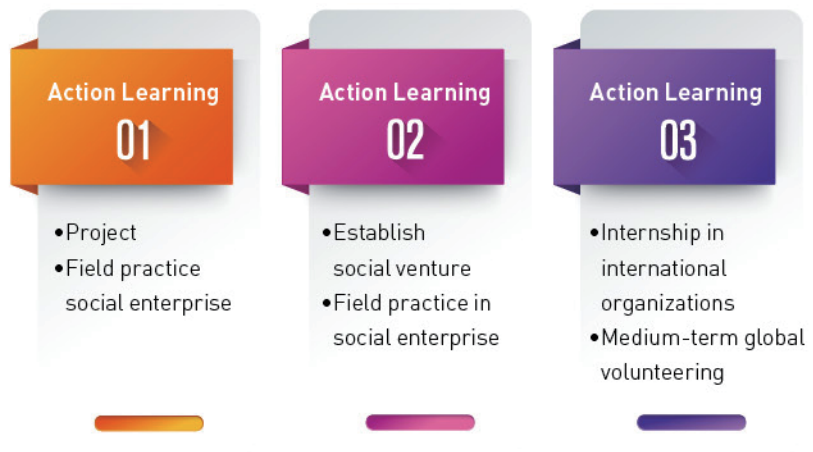 Action Learning
01
•Project
•Field practice
social enterprise
Action Learning
02
•Establish
social venture
•Field practice in
social enterprise
Action Learning
03
•Internship in
international
organizations
•Medium-term global
volunteering